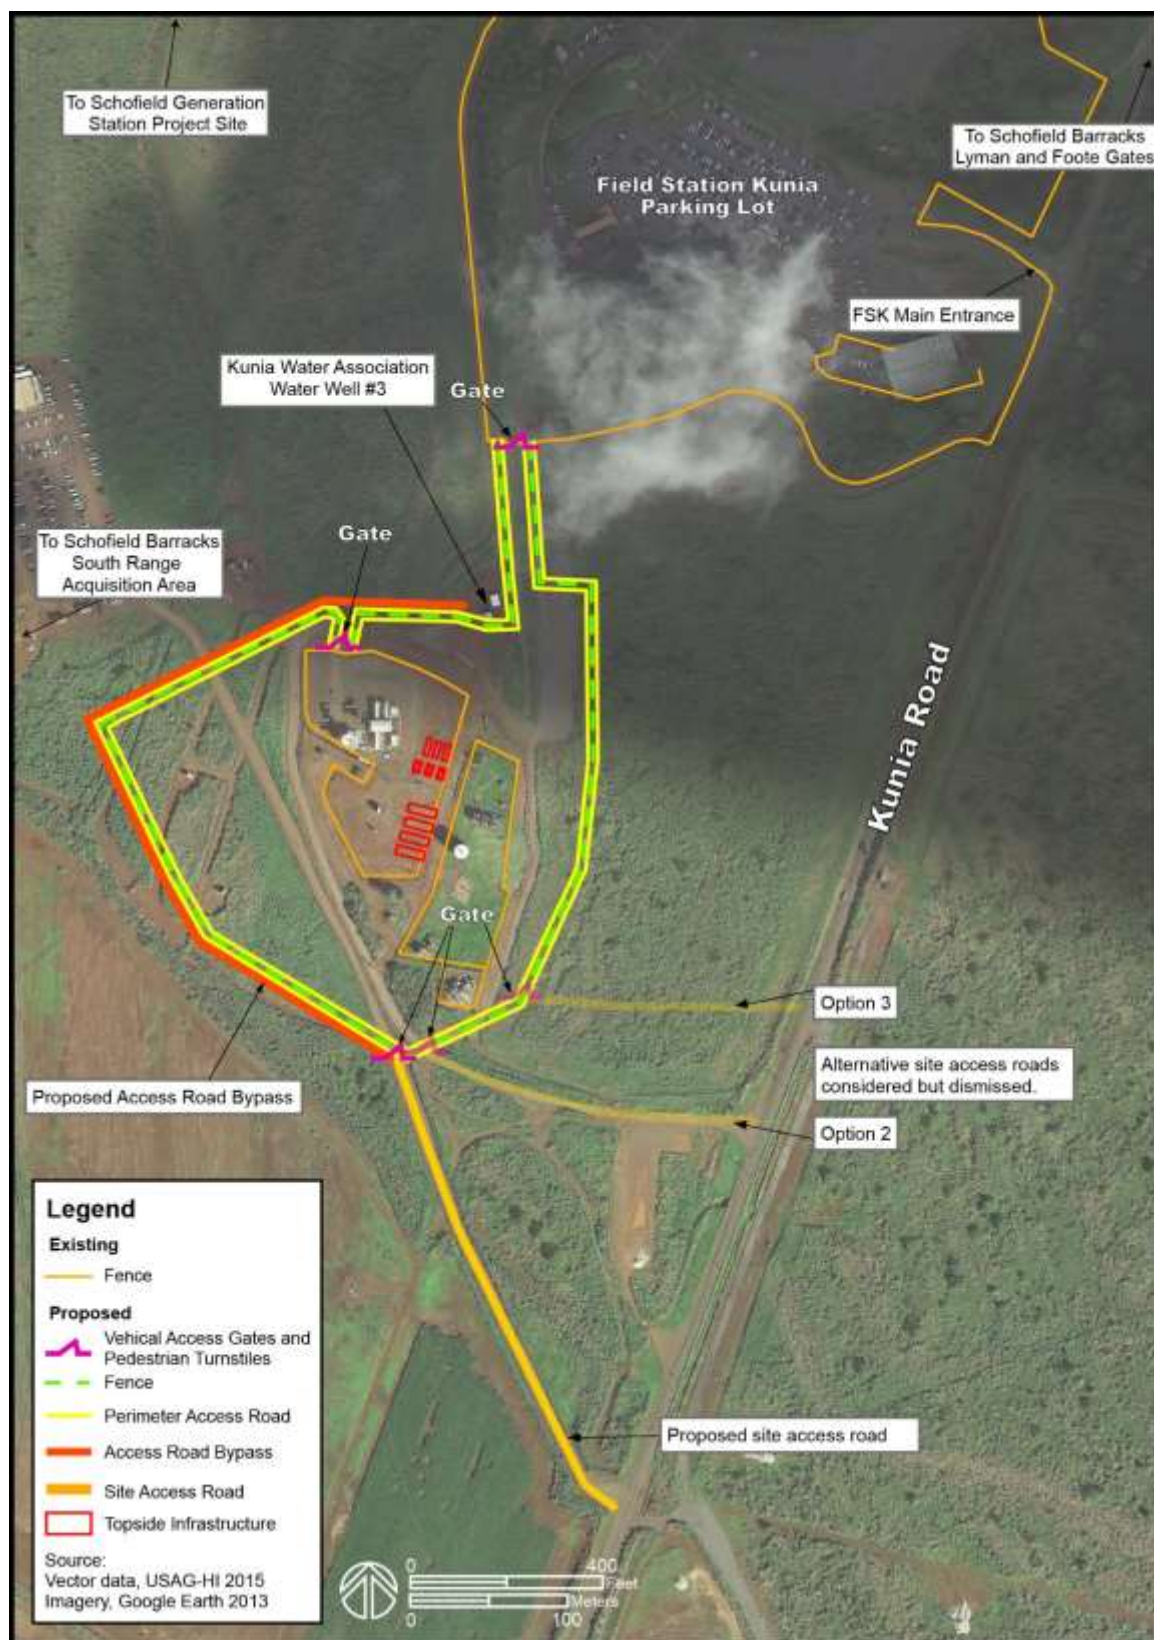 To Schofield Generation
Station Project Site
To Schofield Barracks
Lyman and Foote Gates
Field Station Kunia
Parking Lot
FSK Main Entrance
Kunia Water Association
Water Well #3
Gate
Gate
To Schofield Barracks
South Range
Acquisition Area
Kunia Road
Gate
Option 3
Alternative site access roads
considered but dismissed.
Proposed Access Road Bypass
Option 2
Legend
Existing
Fence
Proposed
Vehical Access Gates and
Pedestrian Turnstiles
Fence
Perimeter Access Road
Access Road Bypass
Site Access Road
Topside Infrastructure
Source:
Vector data, USAG-HI 2015
Imagery, Google Earth 2013
Proposed site access road
0 400
Feet
Meters
0 100